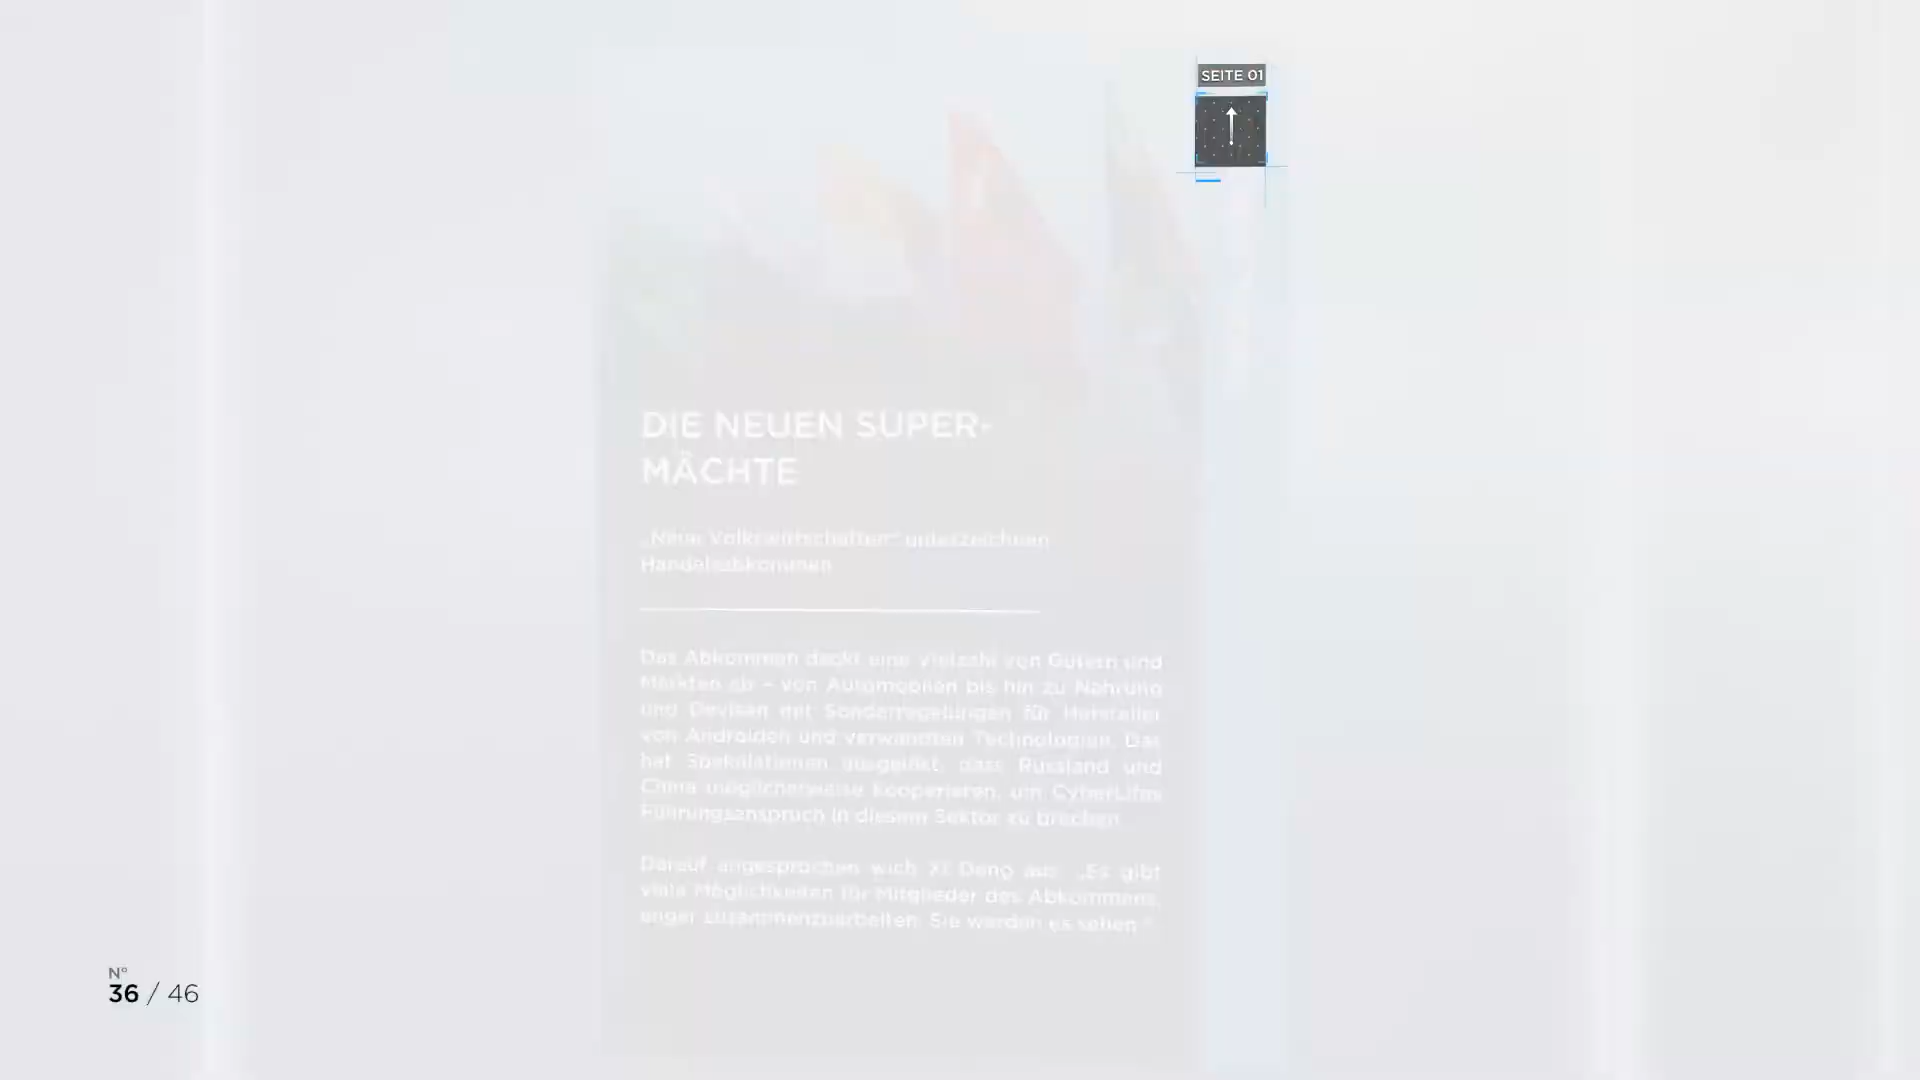 SEITE 01
DIE NEUEN SUPER-
MÄCHTE
„Neue Volkswirtschaften“ unterzeichnen
Handelsabkommen
Das Abkommen deckt eine Vielzahl von Gütern und
Märkten ab – von Automobilen bis hin zu Nahrung
und Devisen mit Sonderregelungen für Hersteller
von Androiden und verwandten Technologien. Das
hat Spekulationen ausgelöst, dass Russland und
China möglicherweise kooperieren, um CyberLifes
Führungsanspruch in diesem Sektor zu brechen.
Darauf angesprochen wich Xi Deng aus: „Es gibt
viele Möglichkeiten für Mitglieder des Abkommens,
enger zusammenzuarbeiten. Sie werden es sehen.“
N°
36 / 46